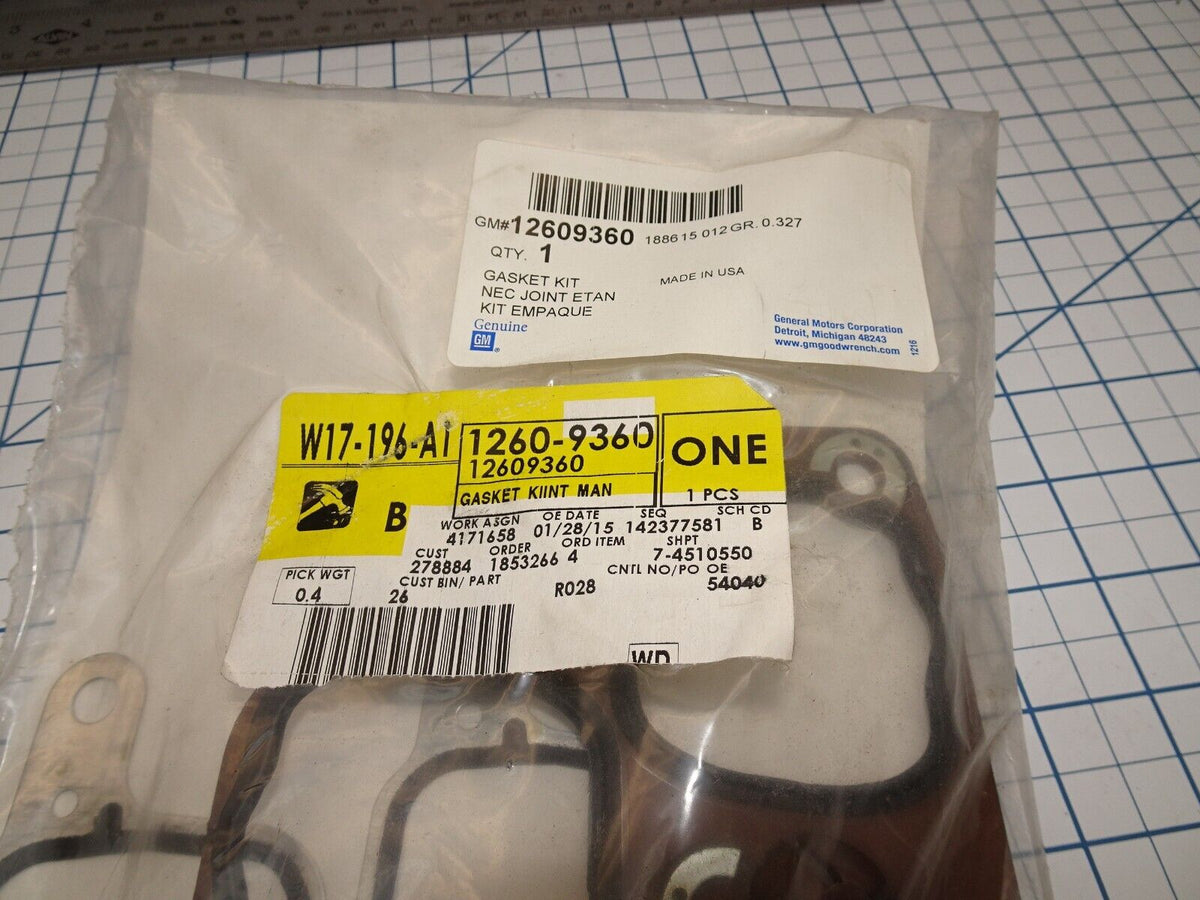 GM#12609360 188615 012GR. 0.327
QTY. 1
GASKET KIT MADE IN USA
NEC JOINT ETAN
KIT EMPAQUE
Genuine
GM
General Motors Corporation
Detroit, Michigan 48243
www.gmgoodwrench.com
1216
W17-196-A1 1260-9360 ONE
12609360
GASKET KIINT MAN 1 PCS
B
WORK ASGN OE DATE SEQ SCH CD
4171658 01/28/15 142377581 B
CUST ORDER ORD ITEM SHPT
278884 1853266 4 7-4510550
PICK WGT CUST BIN/ PART CNTL NO/PO OE
0.4 26 R028 54040
WD